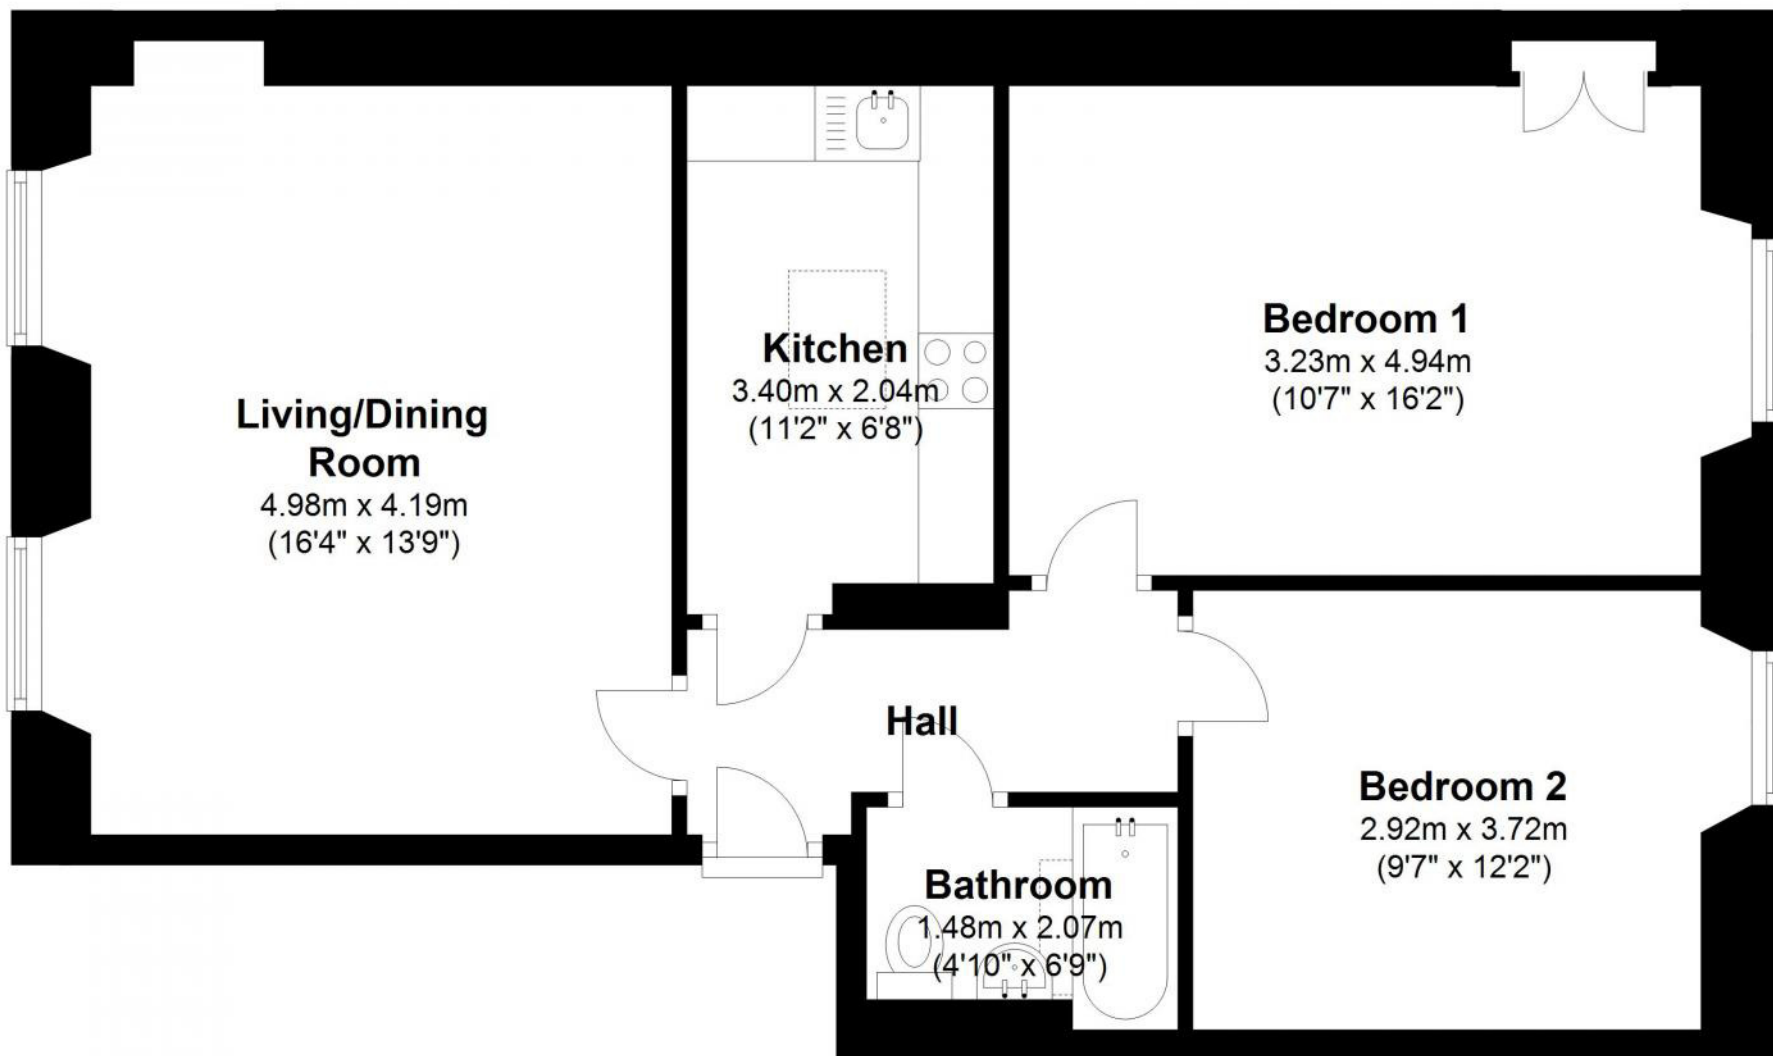 Living/Dining
Room
4.98m x 4.19m
(16'4" x 13'9")
Kitchen
3.40m x 2.04m
(11'2" x 6'8")
Bedroom 1
3.23m x 4.94m
(10'7" x 16'2")
Hall
Bathroom
1.48m x 2.07m
(4'10" x 6'9")
Bedroom 2
2.92m x 3.72m
(9'7" x 12'2")